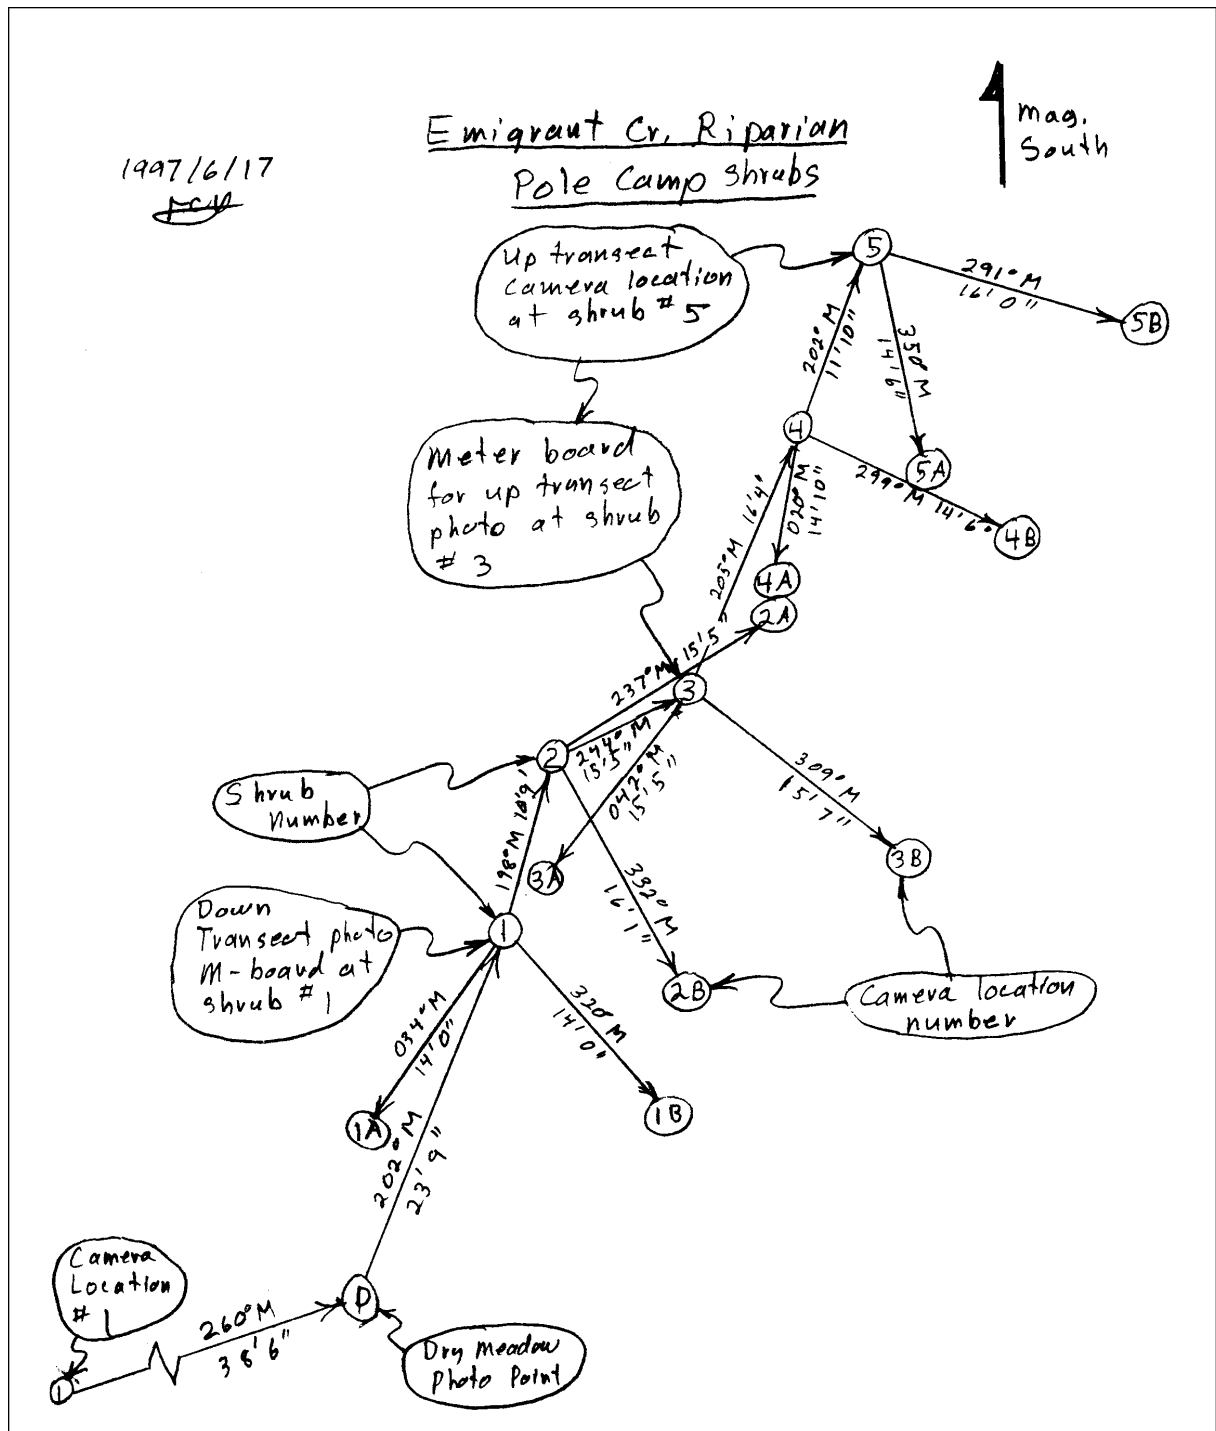 Emigrant Cr. Riparian
Pole Camp Shrubs
1997/6/17
Mag.
South
Up transect
camera location
at shrub #5
5
291° M
16' 0"
5B
350° M
14' 6"
5A
202° M
11' 10"
4
299° M 14' 6"
4B
020° M
14' 10"
4A
2A
Meter board
for up transect
photo at shrub
# 3
205° M 16' 4"
237° M 15' 5"
3
244° M
15' 5"
2
042° M
15' 5"
309° M
15' 7"
3B
Shrub
Number
198° M 10' 9"
3A
332° M
16' 1"
2B
Camera location
number
Down
Transect photo
M-board at
shrub # 1
1
034° M
14' 0"
1A
320° M
14' 0"
1B
202° M
23' 9"
Camera
Location
# 1
1
260° M
38' 6"
D
Dry meadow
Photo Point